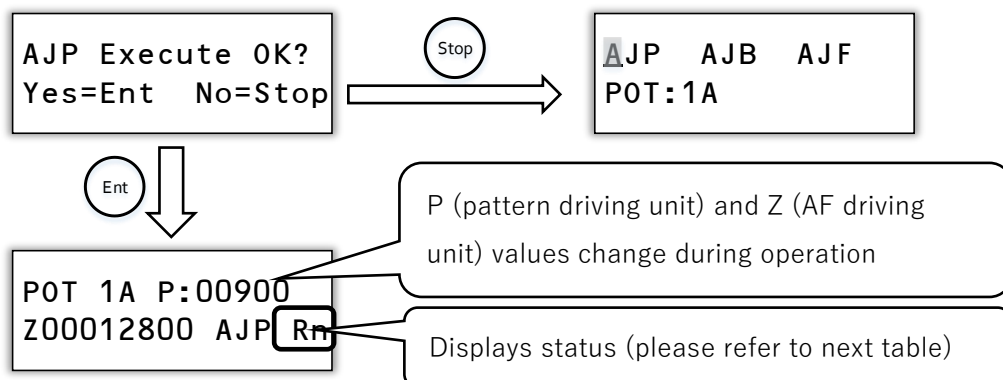 AJP Execute OK?
Yes=Ent No=Stop
Stop
AJP AJB AJF
POT:1A
Ent
P (pattern driving unit) and Z (AF driving
unit) values change during operation
POT 1A P:00900
Z00012800 AJP Rn
Displays status (please refer to next table)